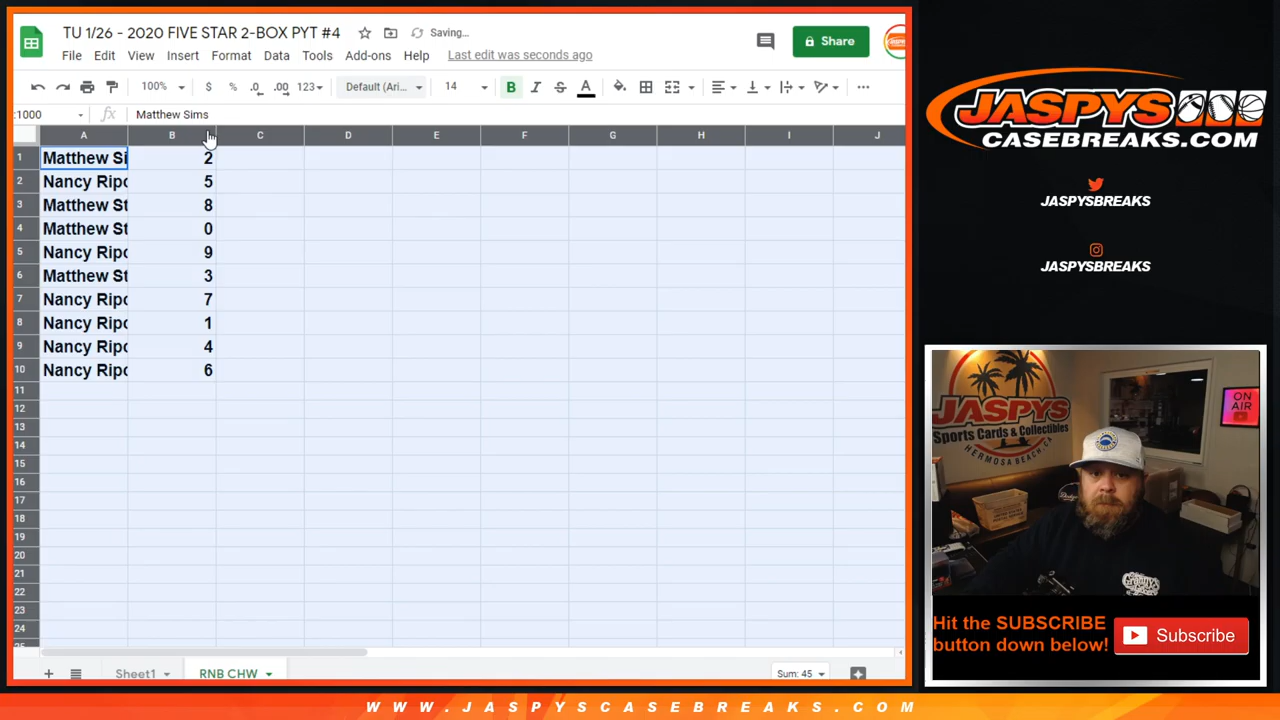 TU 1/26 - 2020 FIVE STAR 2-BOX PYT #4
Saving...
File Edit View Insert Format Data Tools Add-ons Help Last edit was seconds ago
Share
100% $ % .0 .00 123 Default (Ari... 14 B I S A
:1000 fx Matthew Sims
A B C D E F G H I J
1 Matthew Si 2
2 Nancy Ripo 5
3 Matthew St 8
4 Matthew St 0
5 Nancy Ripo 9
6 Matthew St 3
7 Nancy Ripo 7
8 Nancy Ripo 1
9 Nancy Ripo 4
10 Nancy Ripo 6
11
12
13
14
15
16
17
18
19
20
21
22
23
24
25
+ Sheet1 RNB CHW Sum: 45
JASPYS
CASEBREAKS.COM
JASPYSBREAKS
JASPYSBREAKS
JASPYS
Sports Cards & Collectibles
HERMOSA BEACH, CA
ON
AIR
Hit the SUBSCRIBE
button down below!
Subscribe
WWW.JASPYSCASEBREAKS.COM